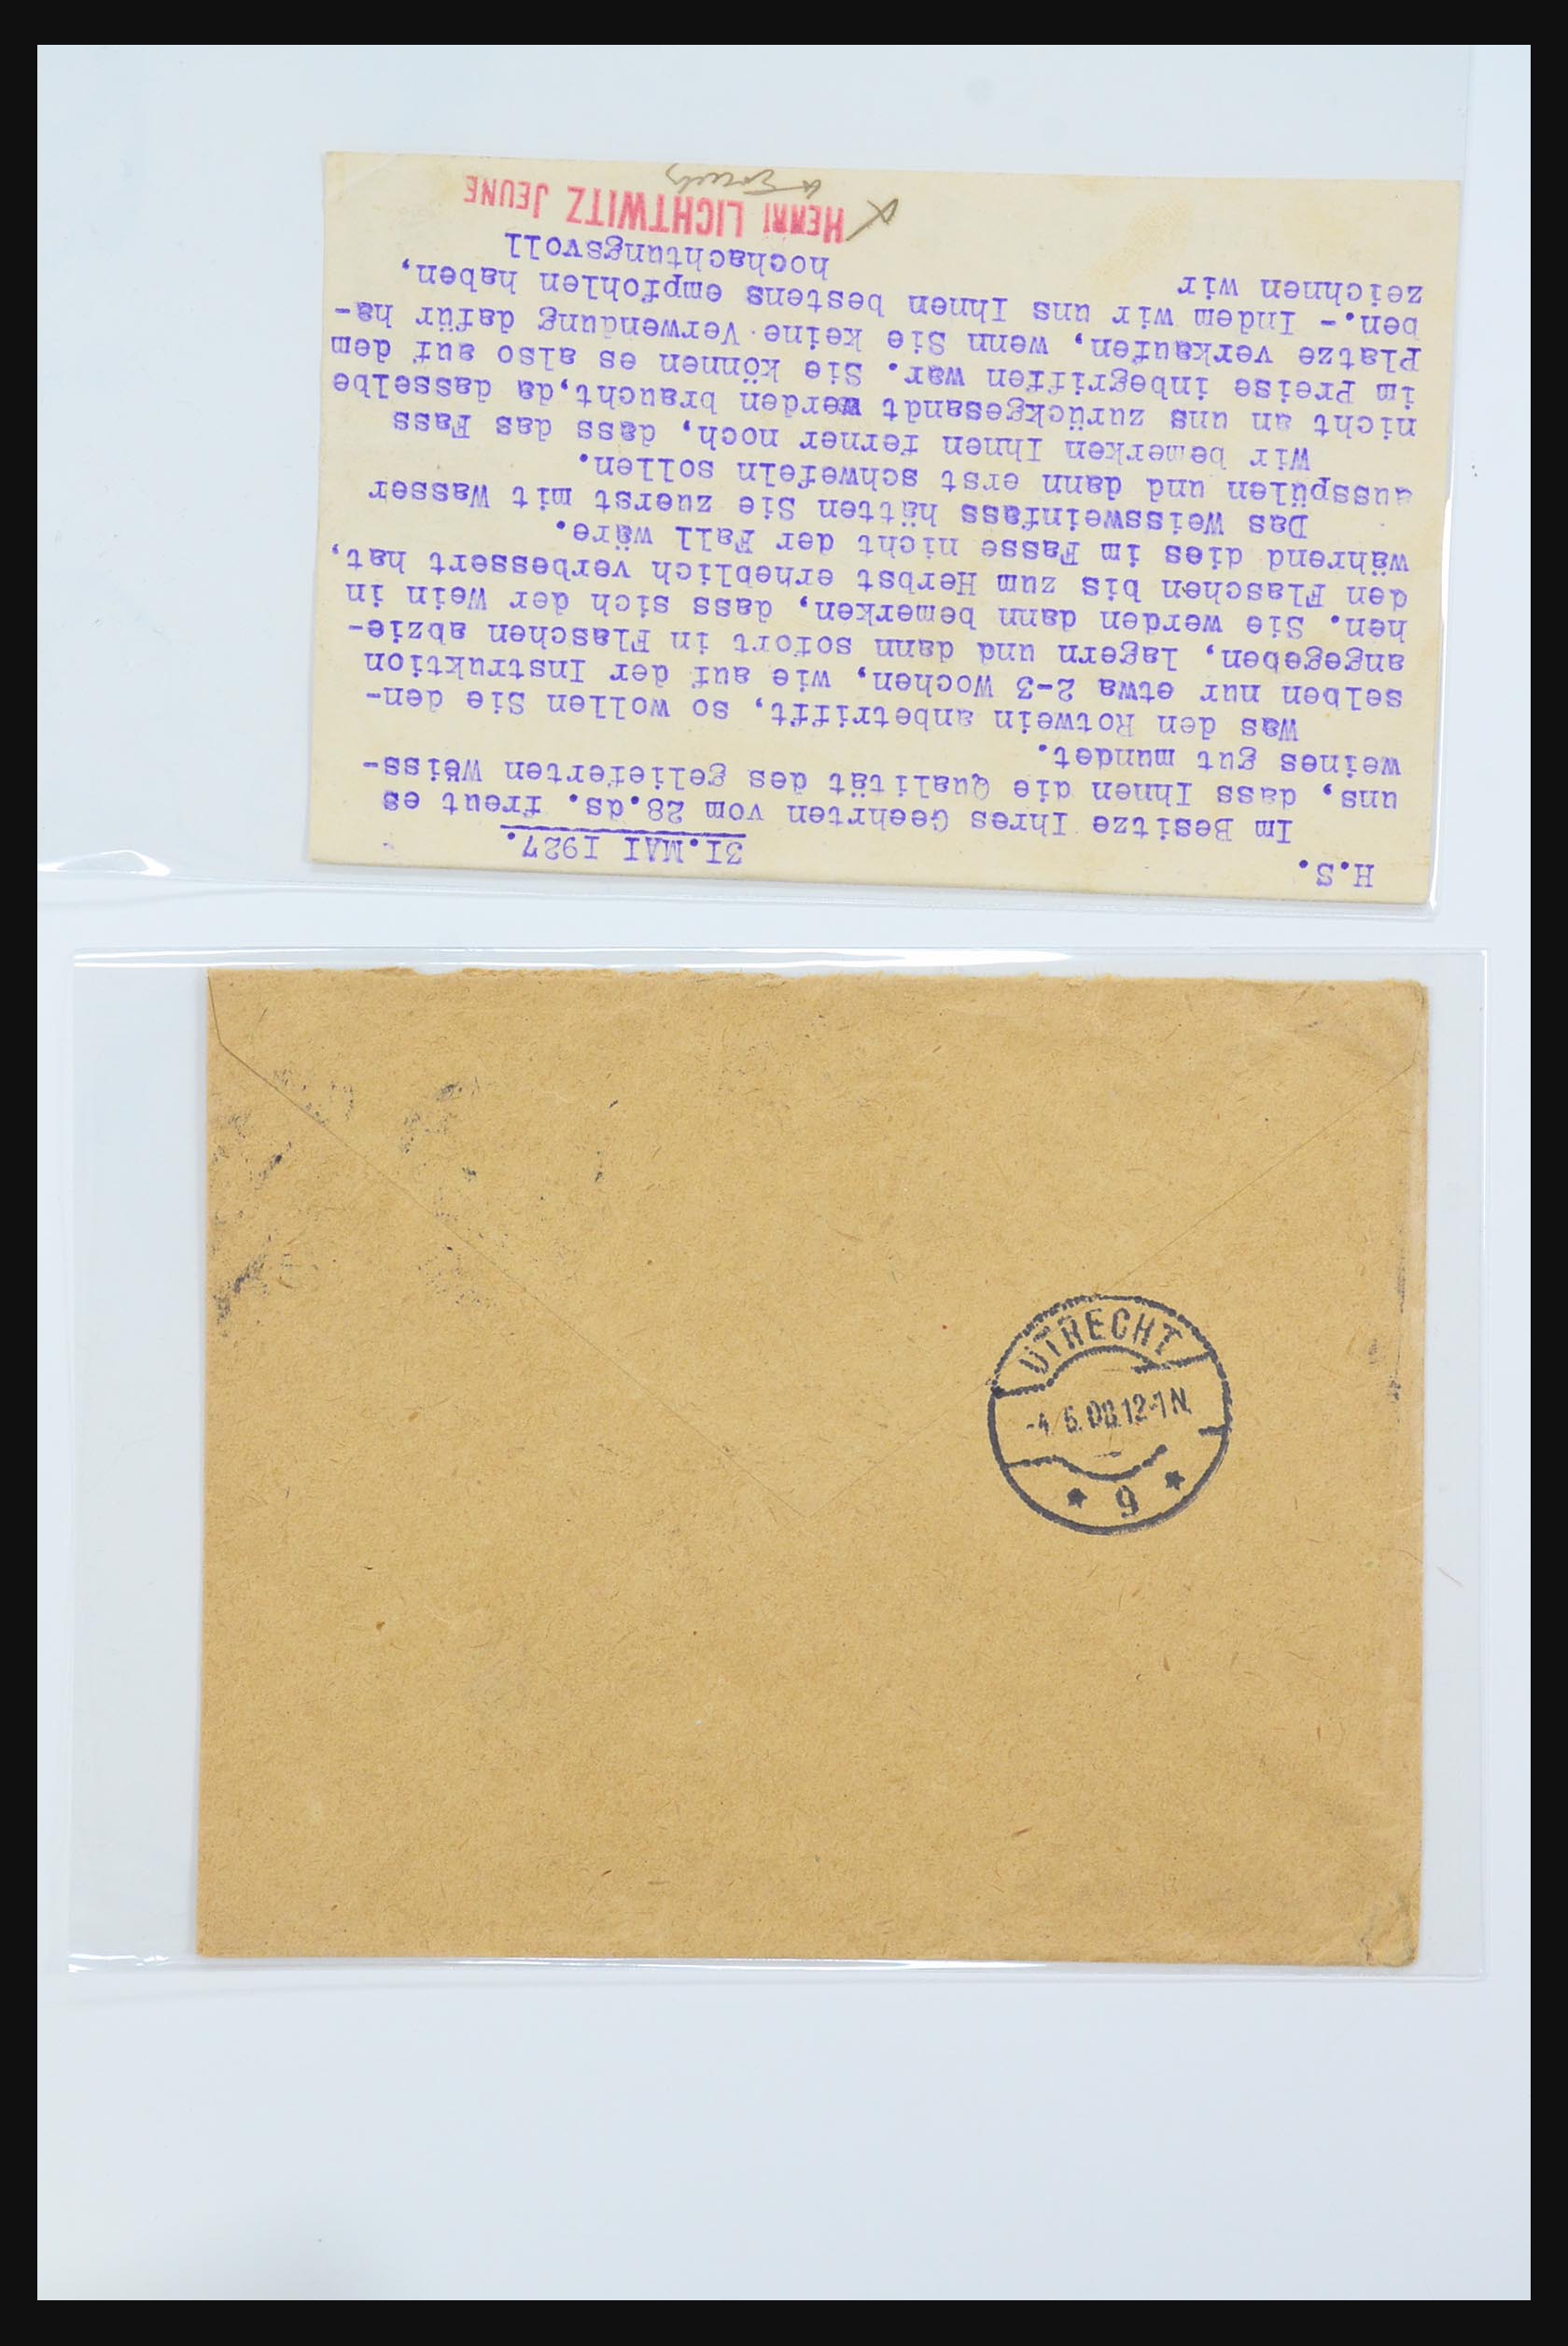 H.S.
31.MAI 1927.
Im Besitze Ihres Geehrten vom 28.ds. freut es
uns, dass Ihnen die Qualität des gelieferten Weiss-
weines gut mundet.
Was den Rotwein anbetrifft, so wollen Sie den-
selben nur etwa 2-3 Wochen, wie auf der Instruktion
angegeben, lagern und dann sofort in Flaschen abzie-
hen. Sie werden dann bemerken, dass sich der Wein in
den Flaschen bis zum Herbst erheblich verbessert hat,
während dies im Fasse nicht der Fall wäre.
Das Weissweinfass hätten Sie zuerst mit Wasser
ausspülen und dann erst schwefeln sollen.
Wir bemerken Ihnen ferner noch, dass das Fass
nicht an uns zurückgesandt werden braucht,da dasselbe
im Preise inbegriffen war. Sie können es also auf dem
Platze verkaufen, wenn Sie keine Verwendung dafür ha-
ben.- Indem wir uns Ihnen bestens empfohlen haben,
zeichnen wir
hochachtungsvoll
HENRI LICHTWITZ JEUNE
UTRECHT
12-1N.
6